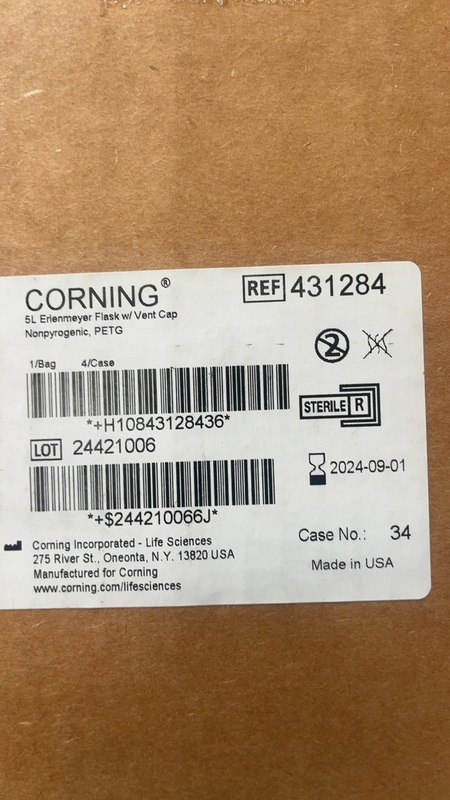 CORNING® REF 431284
5L Erlenmeyer Flask w/ Vent Cap
Nonpyrogenic, PETG
2
1/Bag 4/Case
*+H10843128436*
STERILE R
LOT 24421006
2024-09-01
*+$244210066J*
Corning Incorporated - Life Sciences
275 River St., Oneonta, N.Y. 13820 USA
Manufactured for Corning
www.corning.com/lifesciences
Case No.: 34
Made in USA